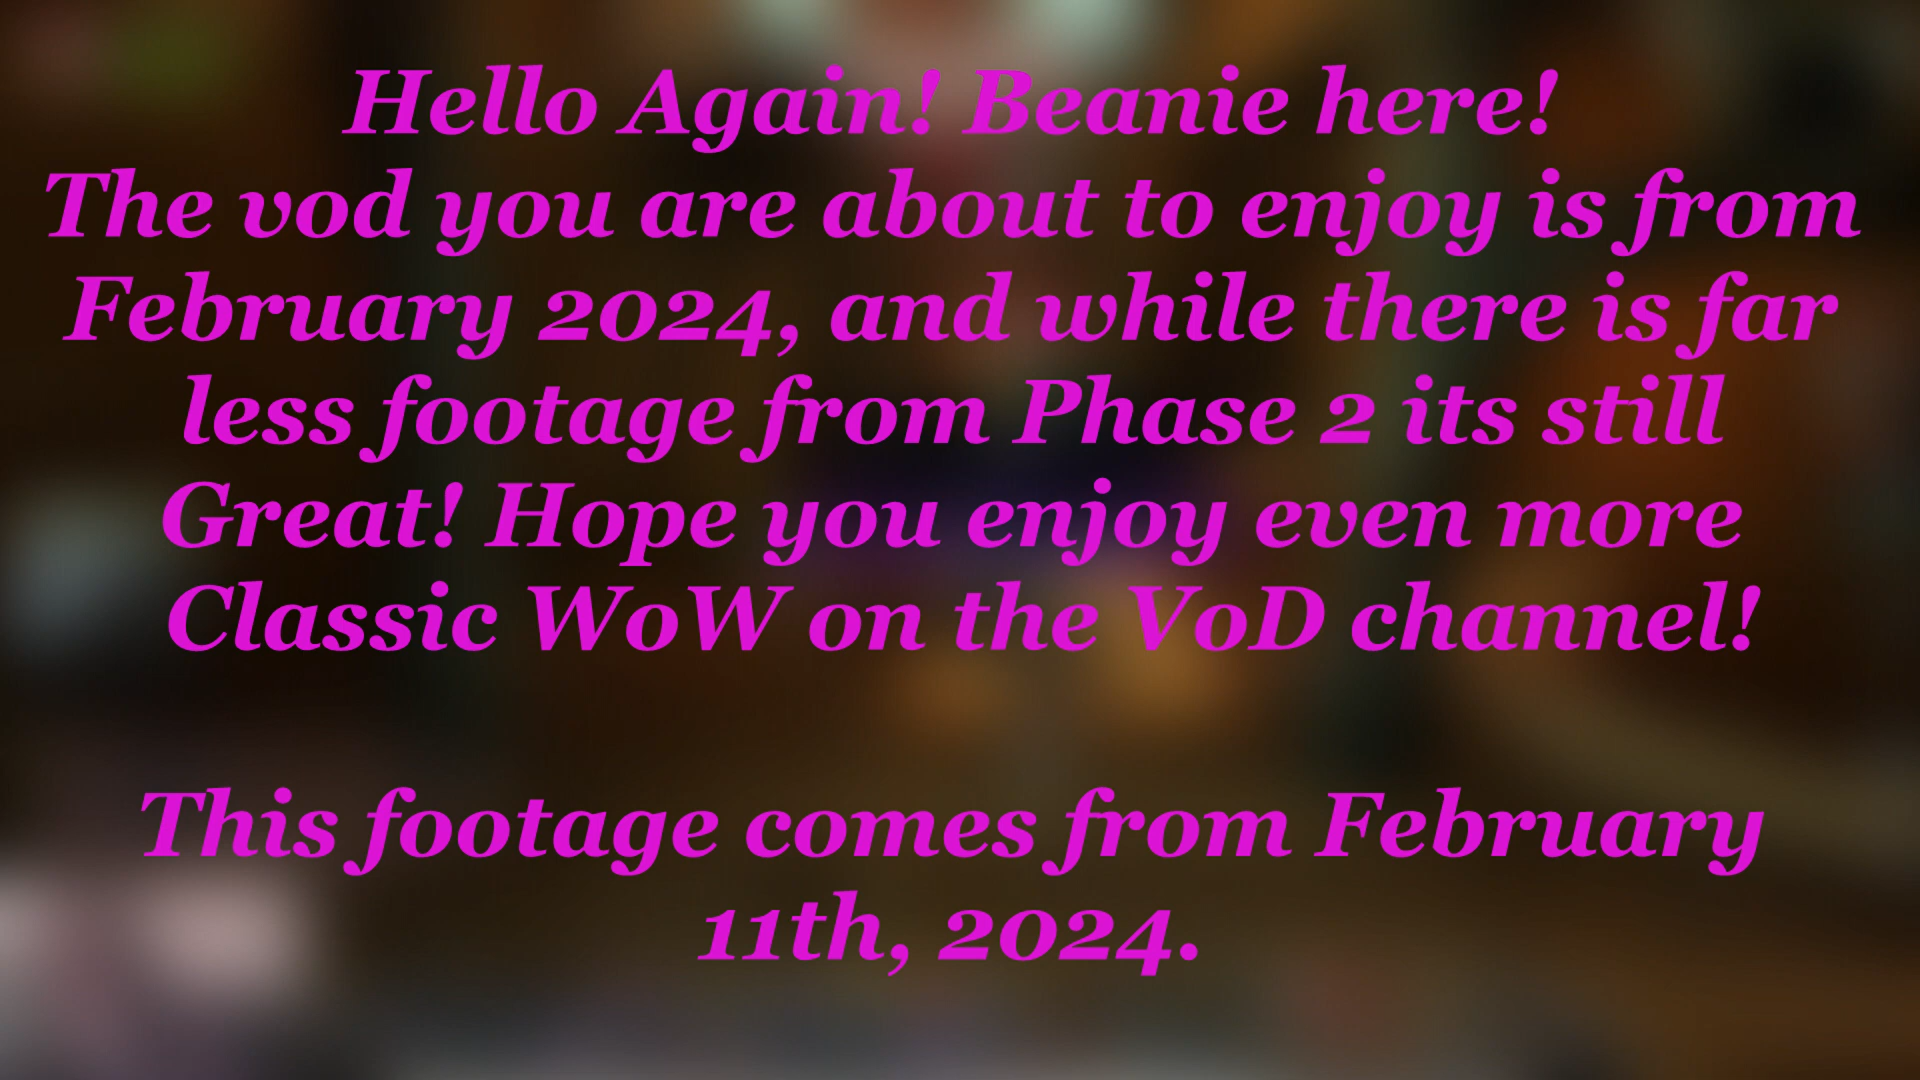 Hello Again! Beanie here!
The vod you are about to enjoy is from
February 2024, and while there is far
less footage from Phase 2 its still
Great! Hope you enjoy even more
Classic WoW on the VoD channel!
This footage comes from February
11th, 2024.